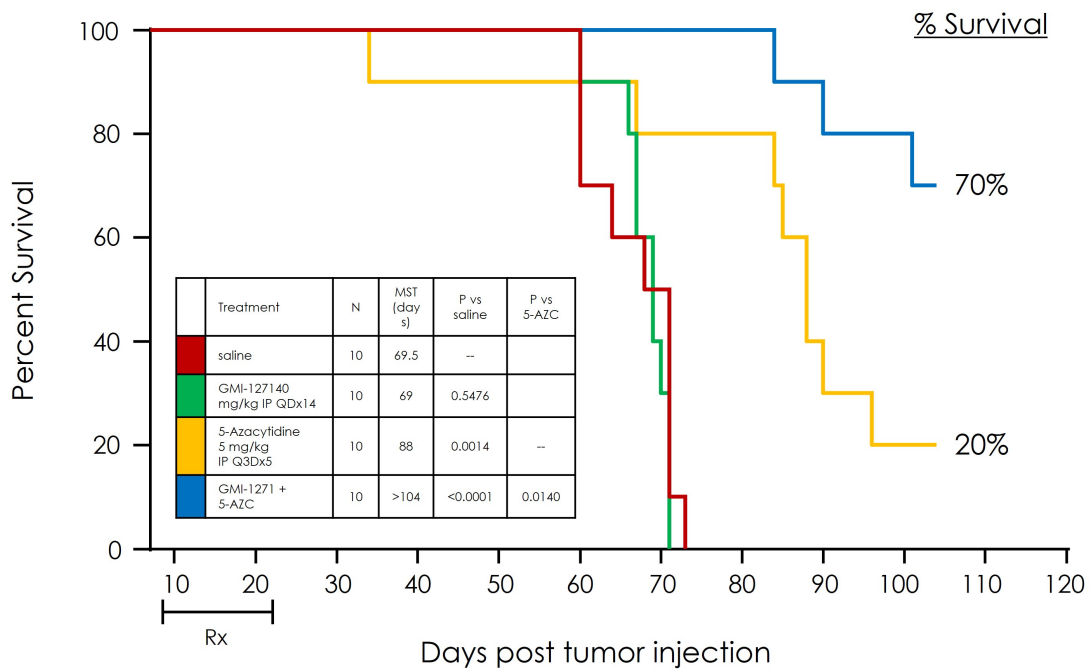 % Survival
100
80
60
40
20
0
Percent Survival
70%
20%
Treatment
N
MST
(day
s)
P vs
saline
P vs
5-AZC
saline
10
69.5
--
GMI-127140
mg/kg IP QDx14
10
69
0.5476
5-Azacytidine
5 mg/kg
IP Q3Dx5
10
88
0.0014
--
GMI-1271 +
5-AZC
10
>104
<0.0001
0.0140
10 20 30 40 50 60 70 80 90 100 110 120
Rx
Days post tumor injection